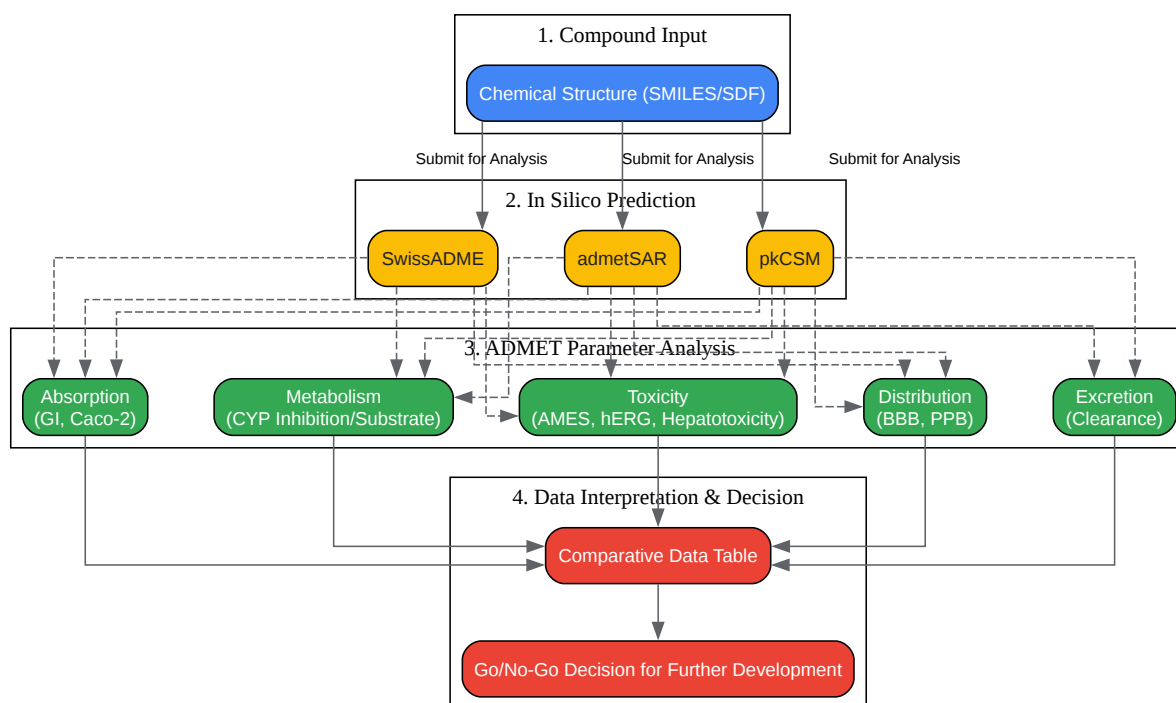 1. Compound Input
Chemical Structure (SMILES/SDF)
Submit for Analysis
Submit for Analysis
Submit for Analysis
2. In Silico Prediction
SwissADME
admetSAR
pkCSM
3. ADMET Parameter Analysis
Absorption
(GI, Caco-2)
Metabolism
(CYP Inhibition/Substrate)
Toxicity
(AMES, hERG, Hepatotoxicity)
Distribution
(BBB, PPB)
Excretion
(Clearance)
4. Data Interpretation & Decision
Comparative Data Table
Go/No-Go Decision for Further Development